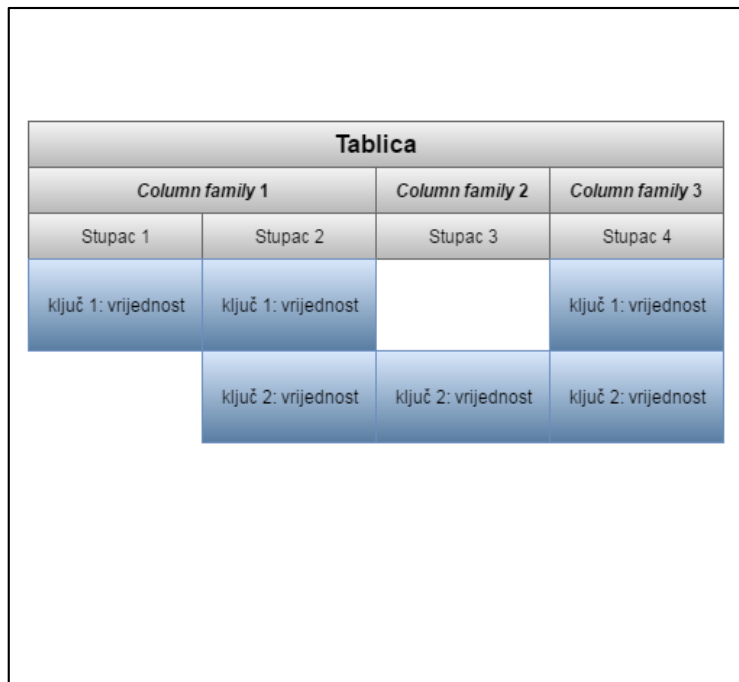 Tablica
Column family 1 Column family 2 Column family 3
Stupac 1 Stupac 2 Stupac 3 Stupac 4
ključ 1: vrijednost ključ 1: vrijednost ključ 1: vrijednost
ključ 2: vrijednost ključ 2: vrijednost ključ 2: vrijednost